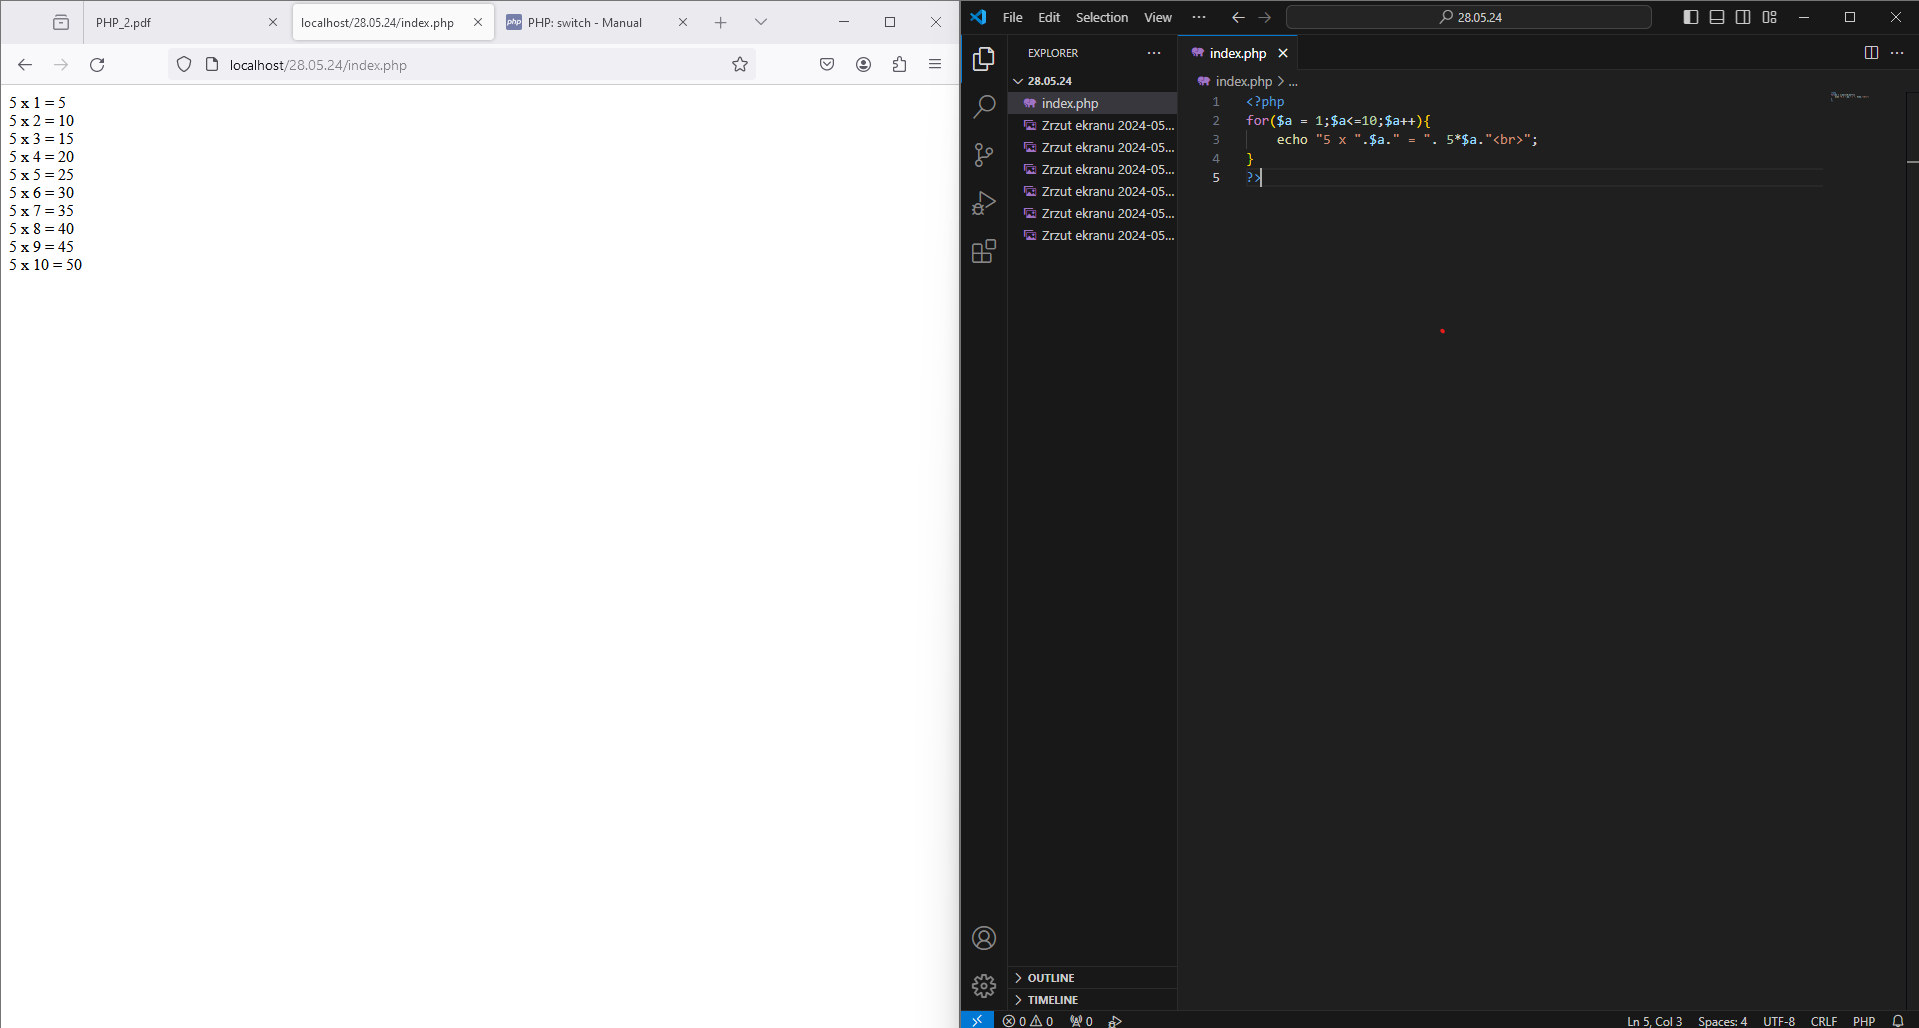 PHP_2.pdf
localhost/28.05.24/index.php
php PHP: switch - Manual
localhost/28.05.24/index.php
5 x 1 = 5
5 x 2 = 10
5 x 3 = 15
5 x 4 = 20
5 x 5 = 25
5 x 6 = 30
5 x 7 = 35
5 x 8 = 40
5 x 9 = 45
5 x 10 = 50
File Edit Selection View ···
28.05.24
EXPLORER ···
28.05.24
index.php
Zrzut ekranu 2024-05...
Zrzut ekranu 2024-05...
Zrzut ekranu 2024-05...
Zrzut ekranu 2024-05...
Zrzut ekranu 2024-05...
Zrzut ekranu 2024-05...
OUTLINE
TIMELINE
index.php
index.php > ...
1 <?php
2 for($a = 1;$a<=10;$a++){
3     echo "5 x ".$a." = ". 5*$a."<br>";
4 }
5 ?>
0 0 0
Ln 5, Col 3 Spaces: 4 UTF-8 CRLF PHP